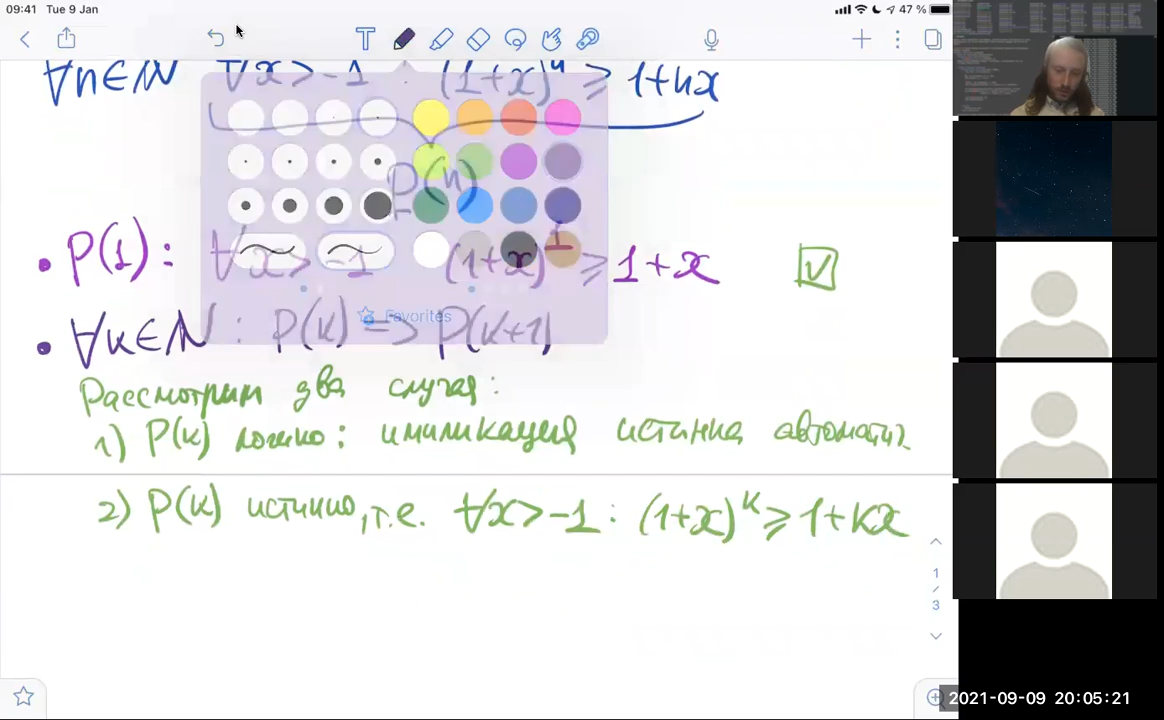 09:41 Tue 9 Jan
47 %
∀n∈N ∀x>-1 : (1+x)ⁿ ⩾ 1+nx
P(n)
• P(1): ∀x>-1 (1+x)¹ ⩾ 1+x
Favorites
• ∀k∈N : P(k) => P(k+1)
Рассмотрим два случая:
1) P(k) ложно: импликация истинна автоматич.
2) P(k) истинно, т.е. ∀x>-1 : (1+x)ᵏ ⩾ 1+kx
1
/
3
2021-09-09 20:05:21